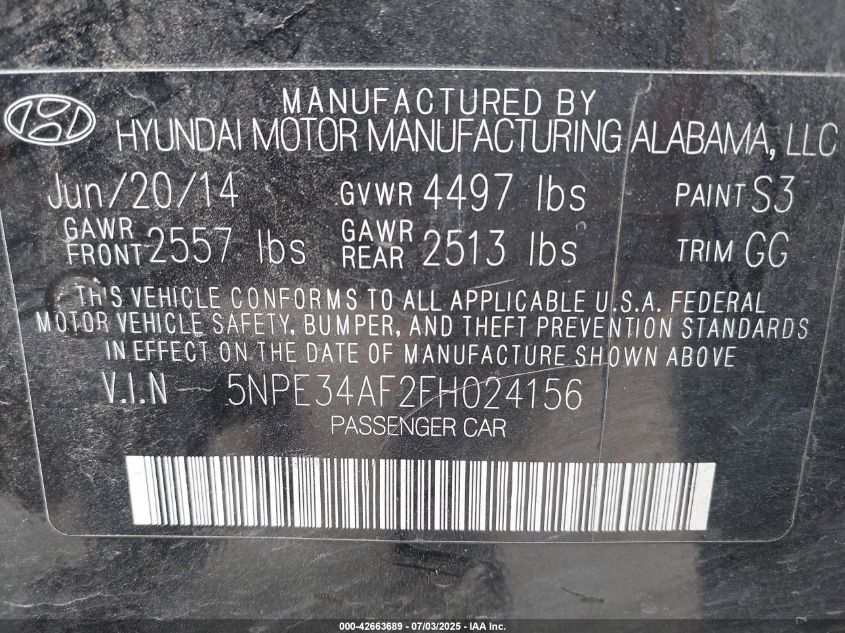 MANUFACTURED BY
HYUNDAI MOTOR MANUFACTURING ALABAMA, LLC
Jun/20/14 GVWR 4497 lbs PAINT S3
GAWR FRONT 2557 lbs GAWR REAR 2513 lbs TRIM GG
THIS VEHICLE CONFORMS TO ALL APPLICABLE U.S.A. FEDERAL
MOTOR VEHICLE SAFETY, BUMPER, AND THEFT PREVENTION STANDARDS
IN EFFECT ON THE DATE OF MANUFACTURE SHOWN ABOVE
V.I.N 5NPE34AF2FH024156
PASSENGER CAR
000-42663689 - 07/03/2025 - IAA Inc.